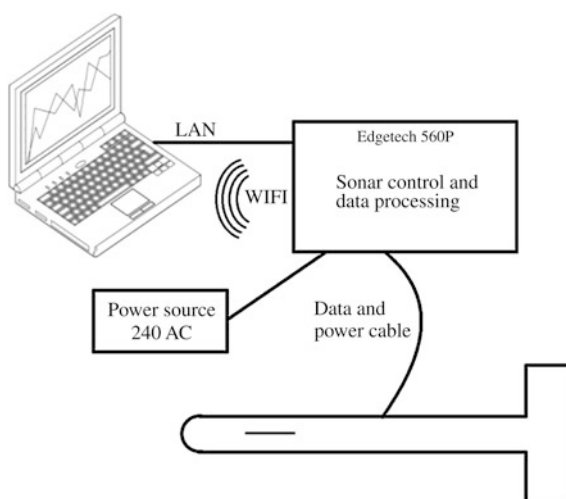 LAN
WIFI
Edgetech 560P
Sonar control and
data processing
Power source
240 AC
Data and
power cable